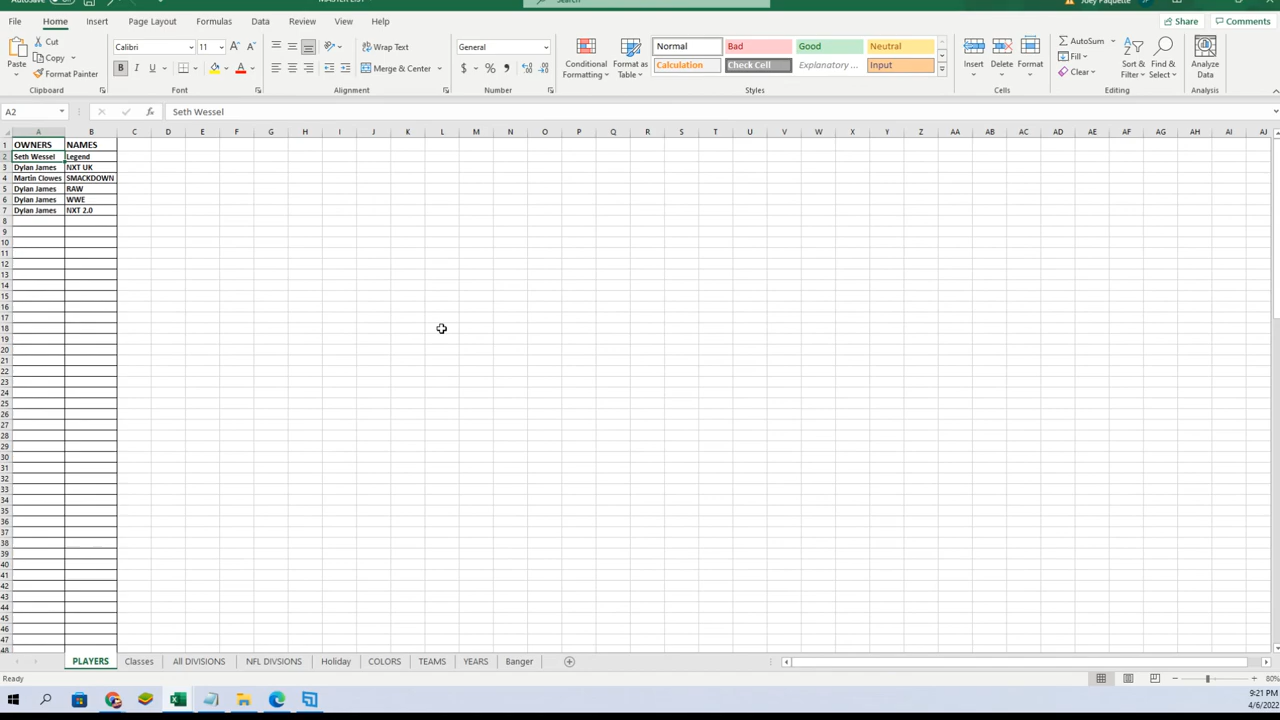 AutoSave Off
Search
Joey Paquette
File Home Insert Page Layout Formulas Data Review View Help Share Comments
Paste Cut Copy Format Painter Clipboard
Calibri 11 B I U Font
Wrap Text Merge & Center Alignment
General $ % Number
Conditional Formatting Format as Table
Normal Bad Good Neutral
Calculation Check Cell Explanatory ... Input
Styles
Insert Delete Format Cells
AutoSum Fill Clear Sort & Filter Find & Select Editing
Analyze Data Analysis
A2 fx Seth Wessel
A B C D E F G H I J K L M N O P Q R S T U V W X Y Z AA AB AC AD AE AF AG AH AI AJ
1 OWNERS NAMES
2 Seth Wessel Legend
3 Dylan James NXT UK
4 Martin Clowes SMACKDOWN
5 Dylan James RAW
6 Dylan James WWE
7 Dylan James NXT 2.0
8
9
10
11
12
13
14
15
16
17
18
19
20
21
22
23
24
25
26
27
28
29
30
31
32
33
34
35
36
37
38
39
40
41
42
43
44
45
46
47
48
PLAYERS Classes All DIVISIONS NFL DIVSIONS Holiday COLORS TEAMS YEARS Banger
Ready 80%
9:21 PM
4/6/2022